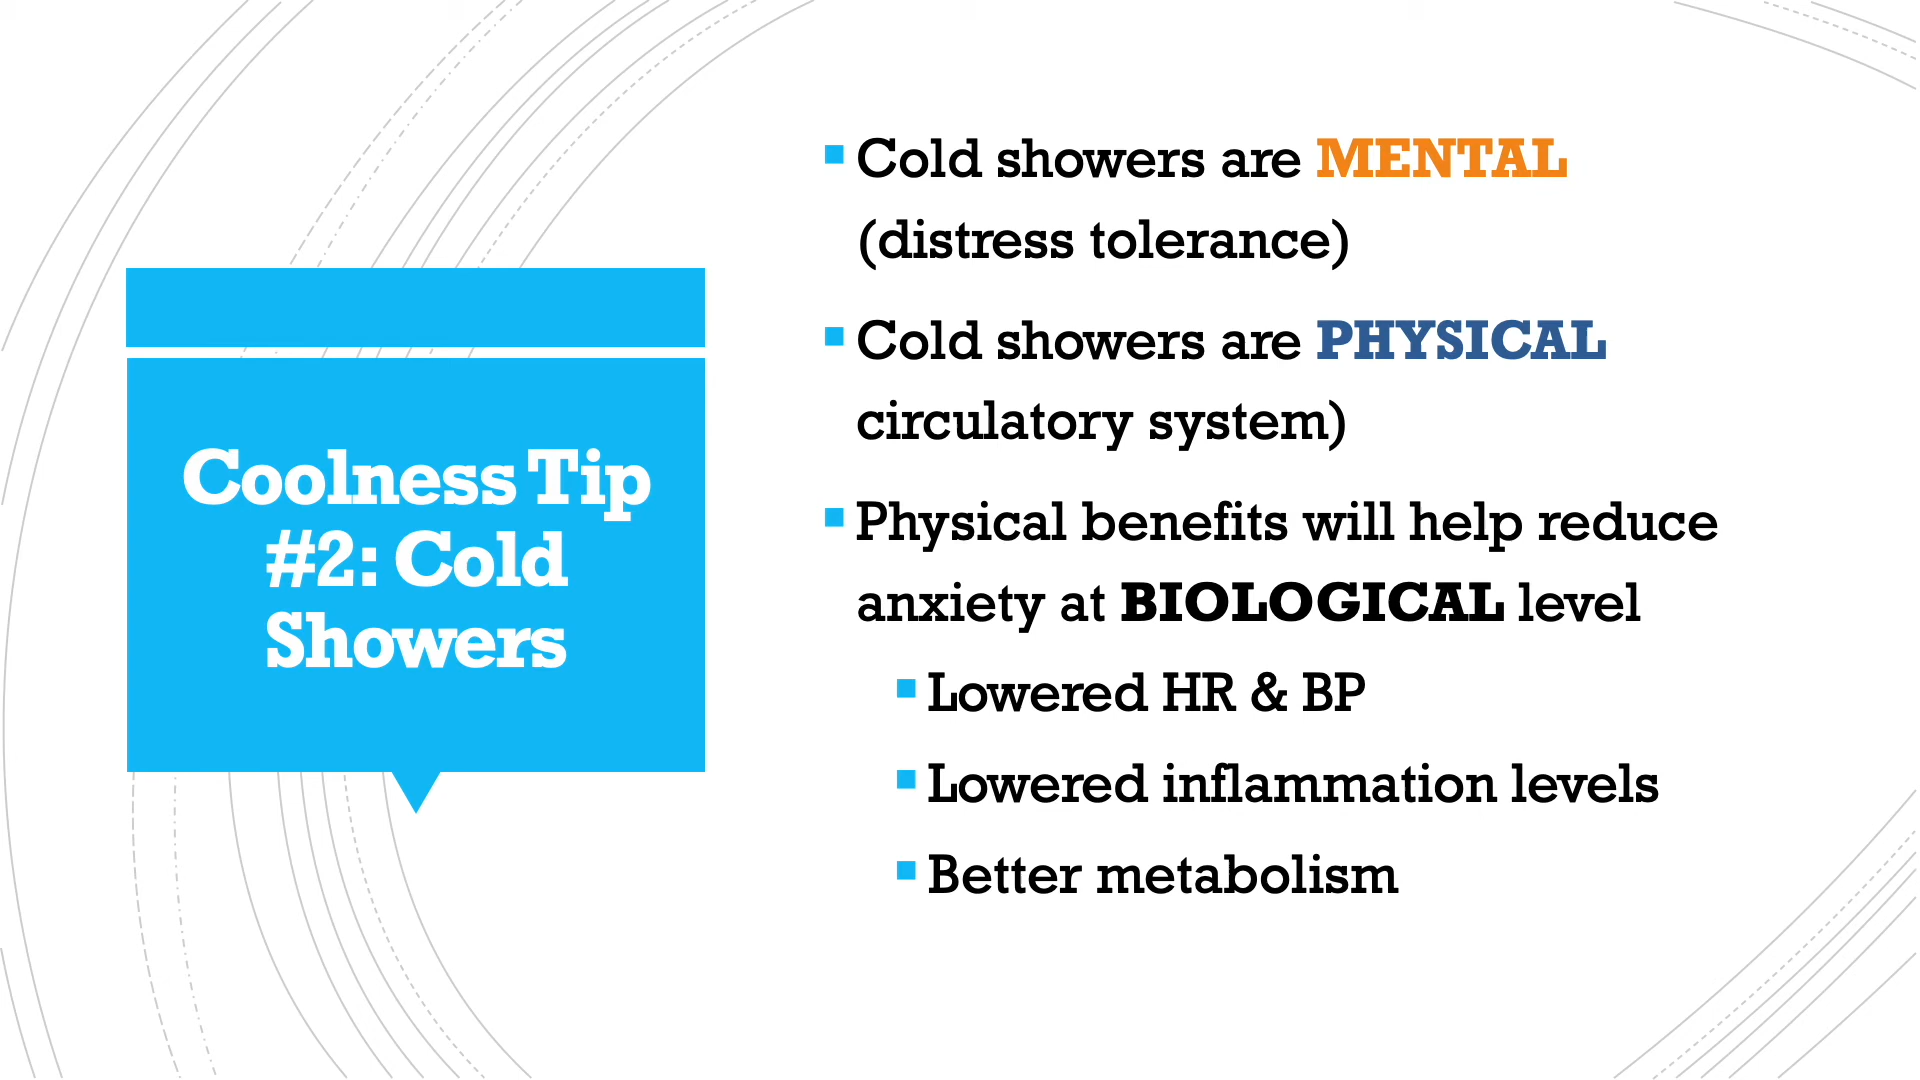 Coolness Tip
#2: Cold
Showers
Cold showers are MENTAL
(distress tolerance)
Cold showers are PHYSICAL
circulatory system)
Physical benefits will help reduce
anxiety at BIOLOGICAL level
Lowered HR & BP
Lowered inflammation levels
Better metabolism